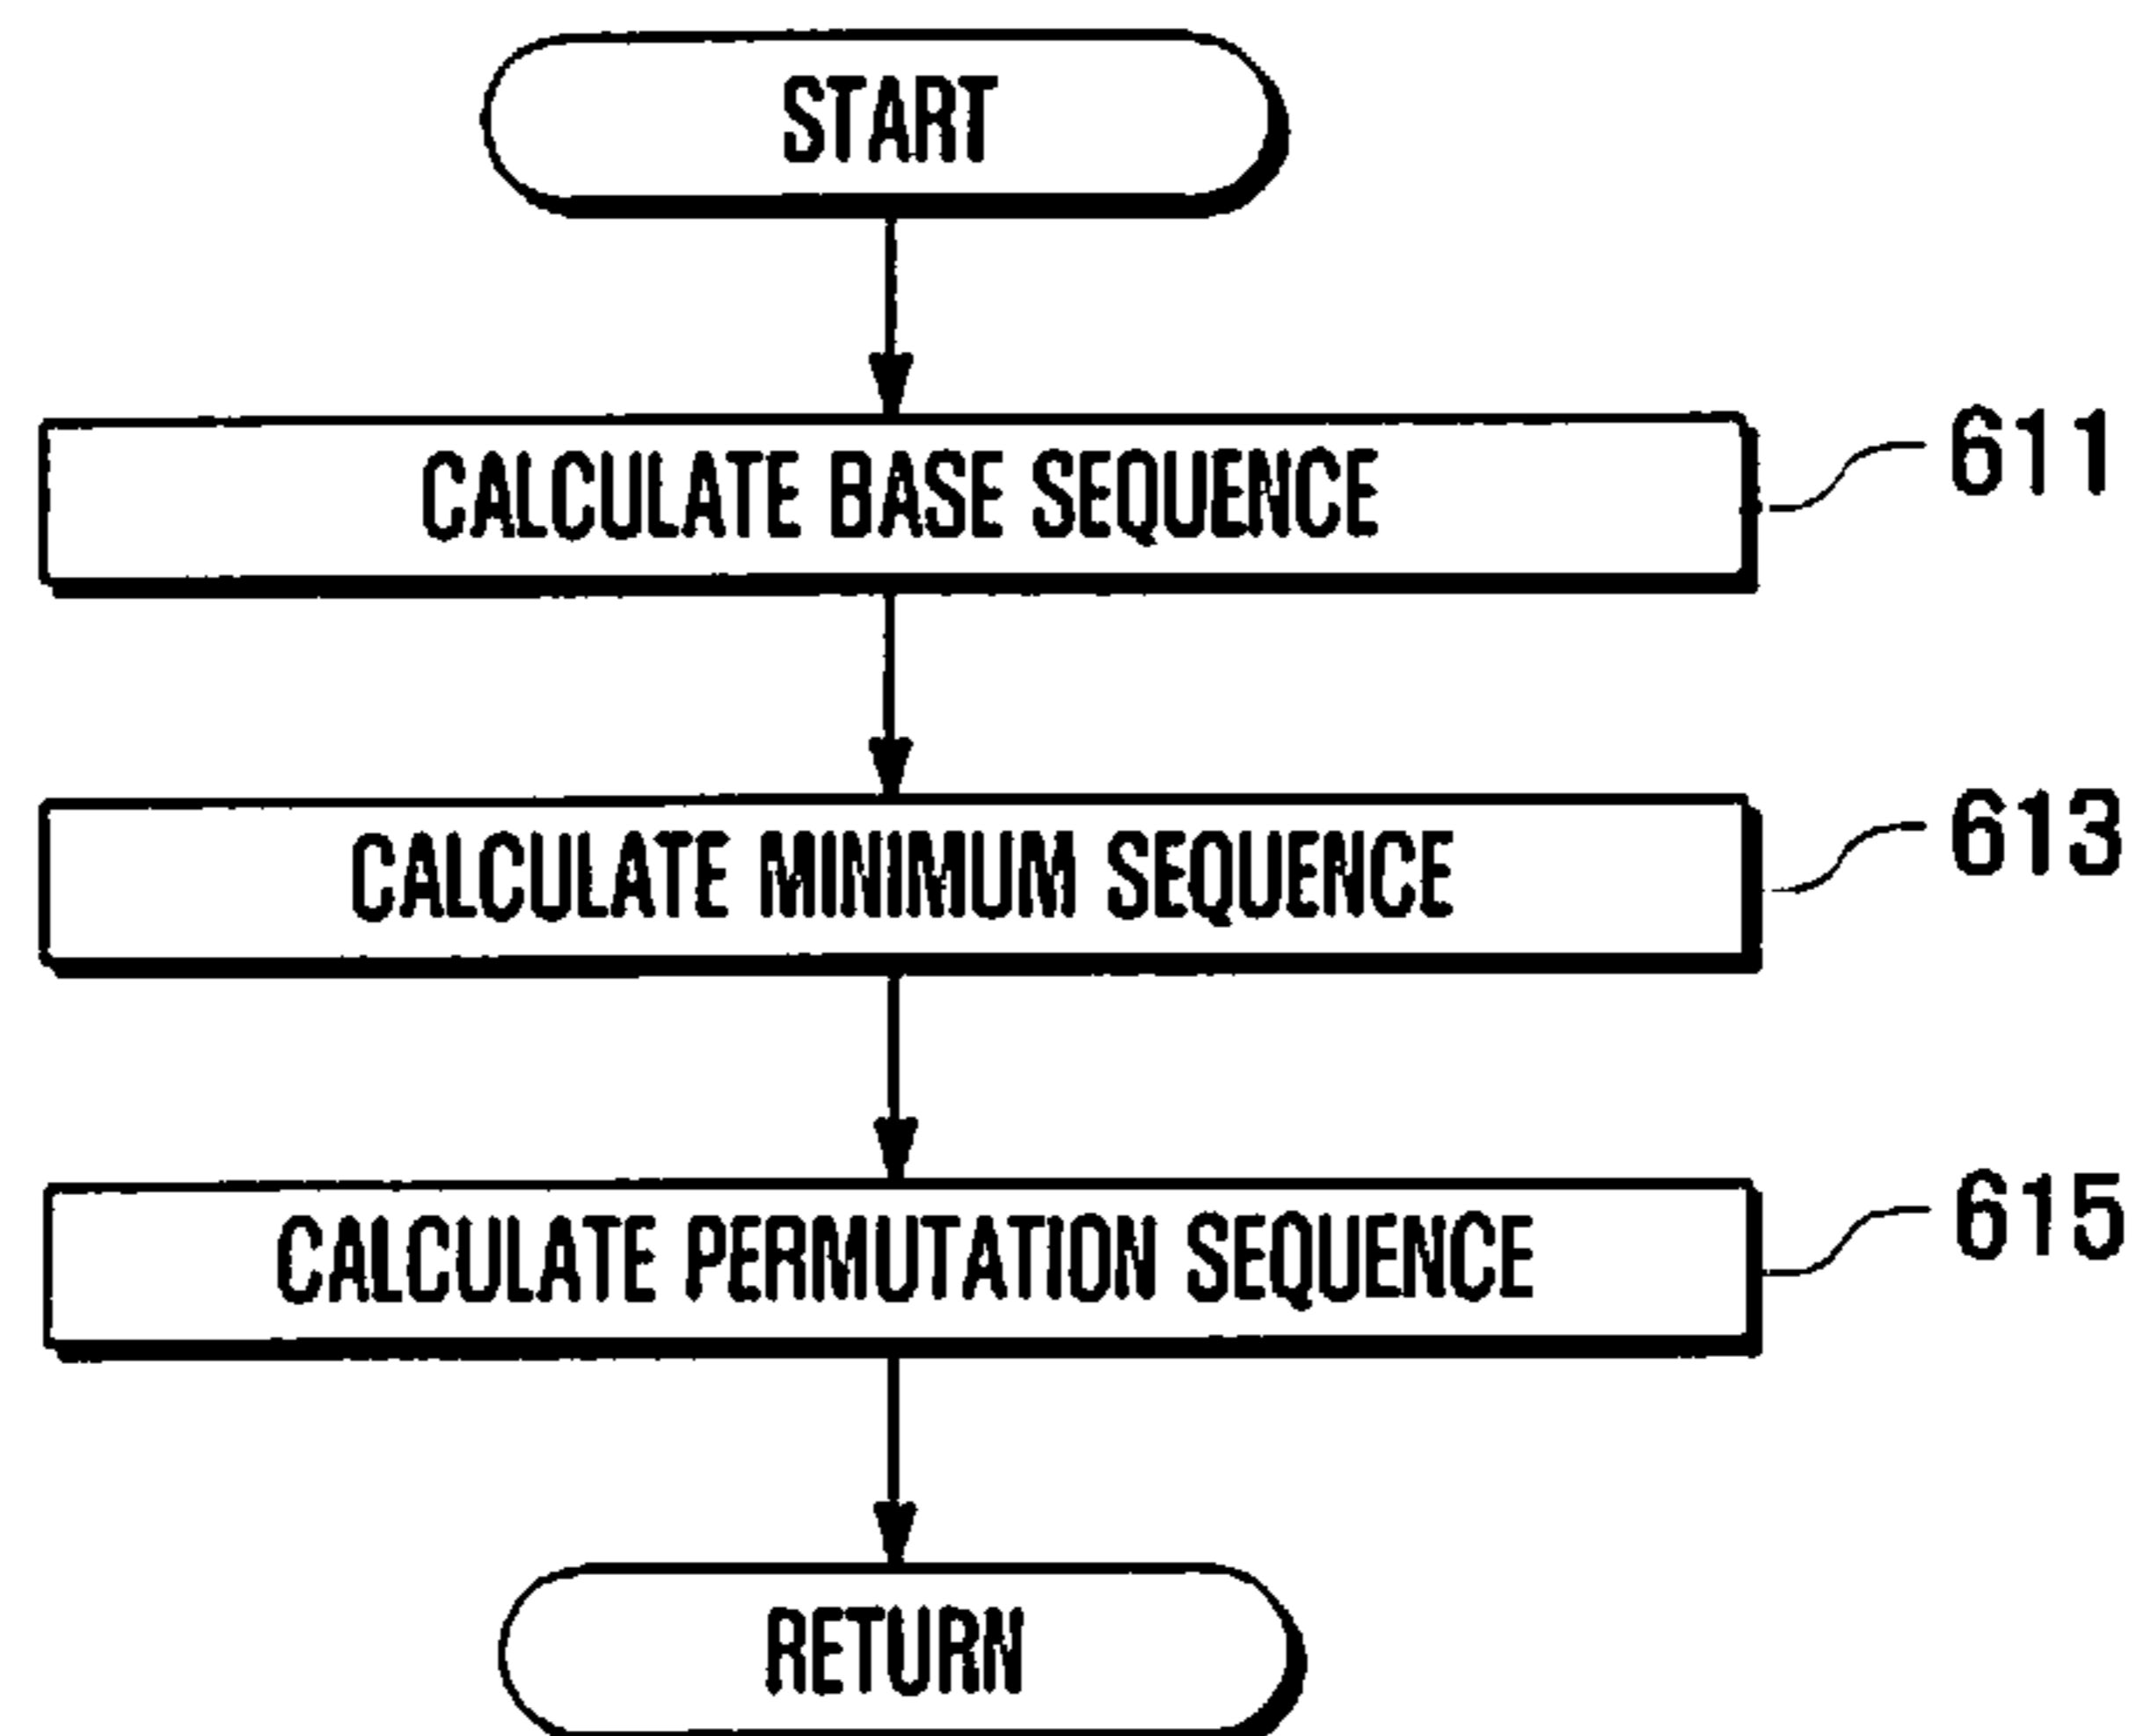 START
CALCULATE BASE SEQUENCE
611
CALCULATE MINIMUM SEQUENCE
613
CALCULATE PERMUTATION SEQUENCE
615
RETURN